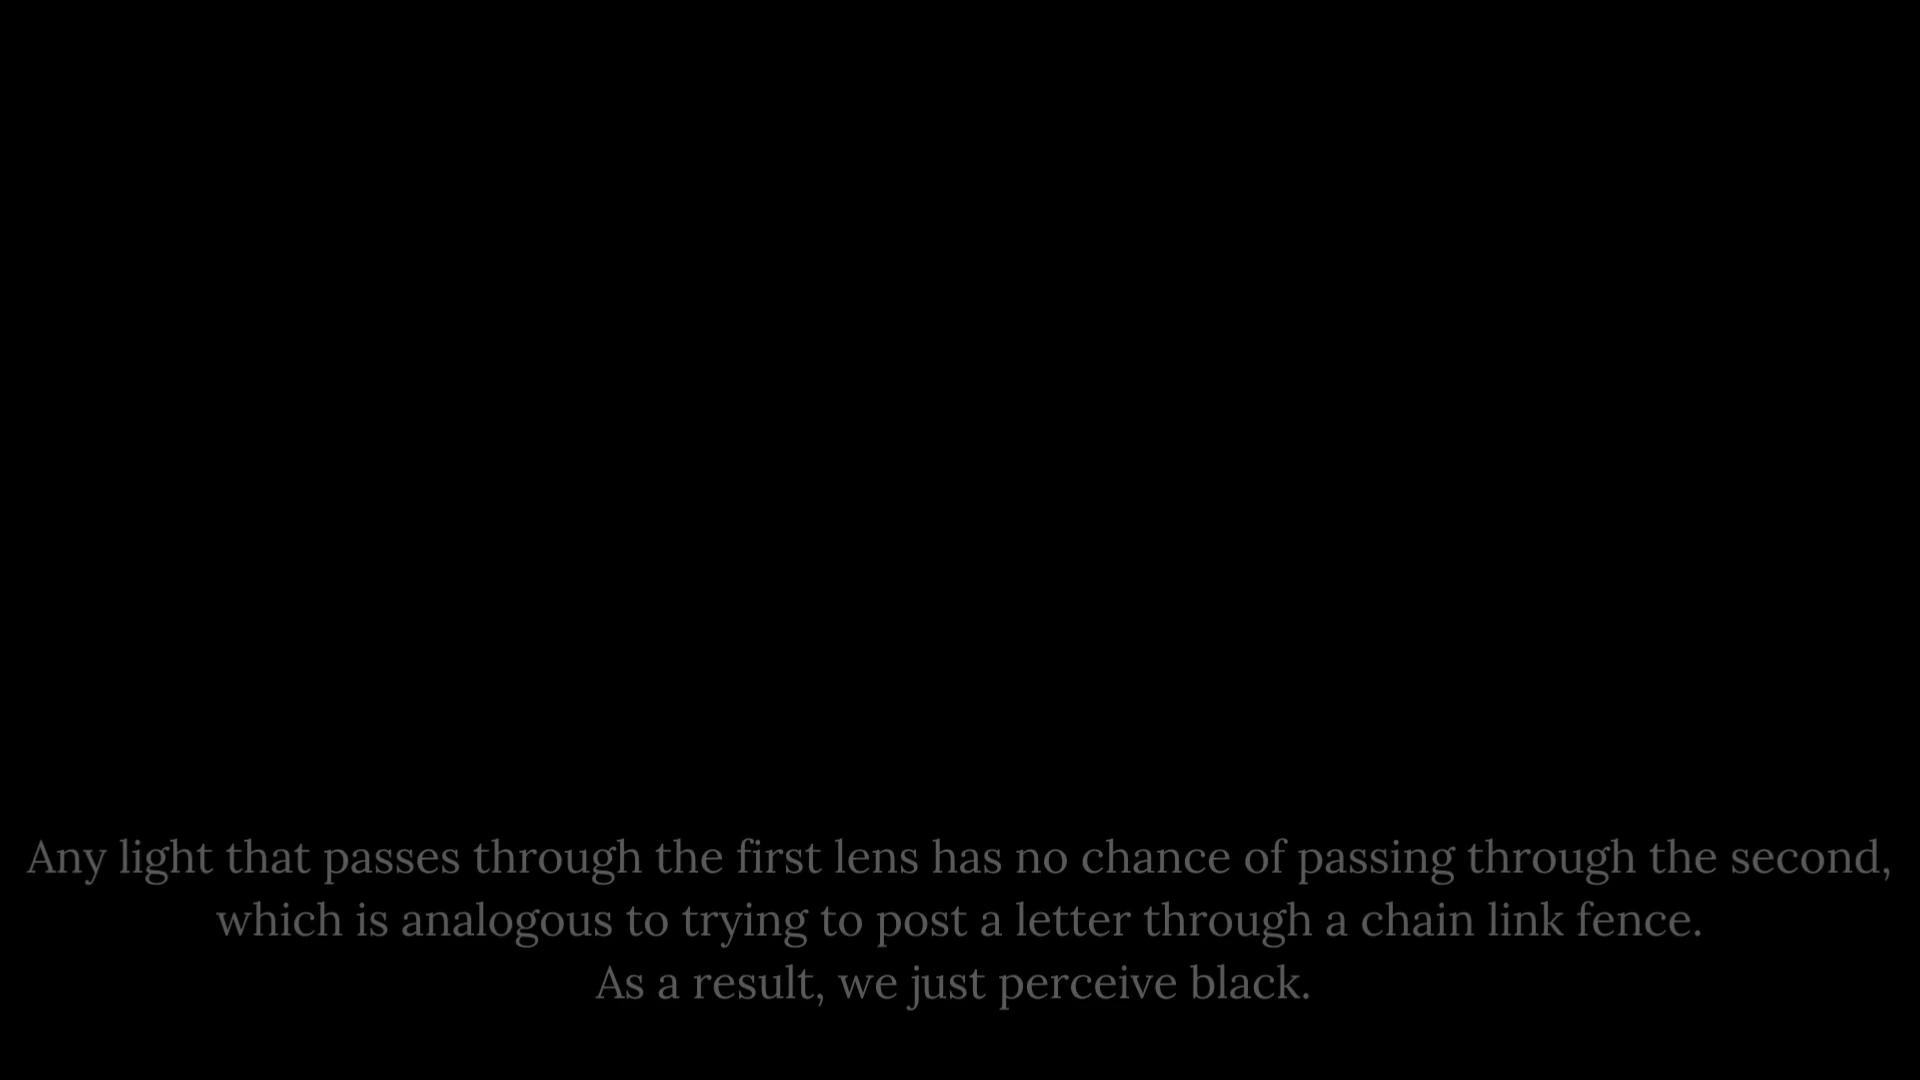 Any light that passes through the first lens has no chance of passing through the second,
which is analogous to trying to post a letter through a chain link fence.
As a result, we just perceive black.